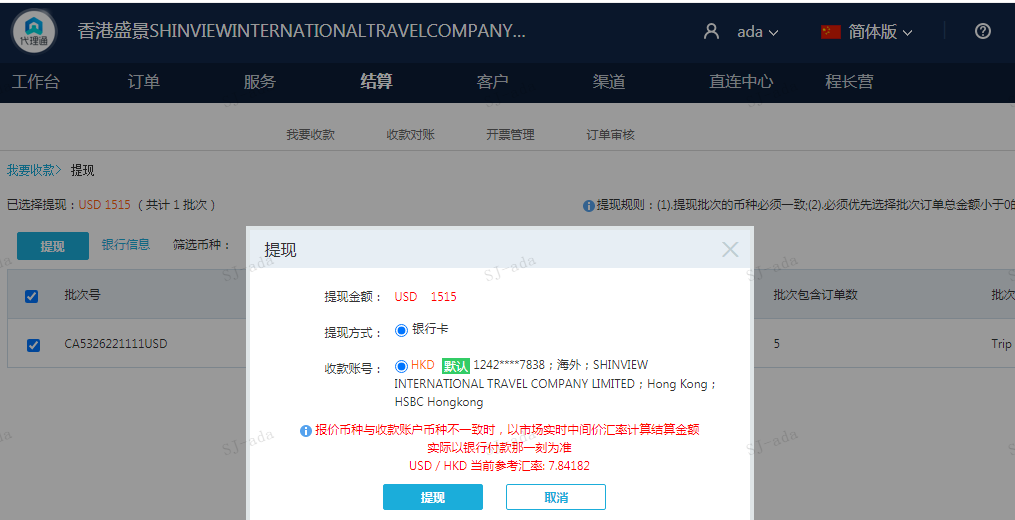 代理通
香港盛景SHINVIEWINTERNATIONALTRAVELCOMPANY...
ada
简体版
工作台 订单 服务 结算 客户 渠道 直连中心 程长营
我要收款 收款对账 开票管理 订单审核
我要收款> 提现
已选择提现：USD 1515 （共计 1 批次）
提现规则：(1).提现批次的币种必须一致;(2).必须优先选择批次订单总金额小于0的
提现 银行信息 筛选币种：
批次号 批次包含订单数 批次
CA5326221111USD 5 Trip
提现
提现金额： USD 1515
提现方式： 银行卡
收款账号： HKD 默认 1242****7838；海外；SHINVIEW
INTERNATIONAL TRAVEL COMPANY LIMITED；Hong Kong；
HSBC Hongkong
报价币种与收款账户币种不一致时，以市场实时中间价汇率计算结算金额
实际以银行付款那一刻为准
USD / HKD 当前参考汇率: 7.84182
提现 取消
SJ-ada